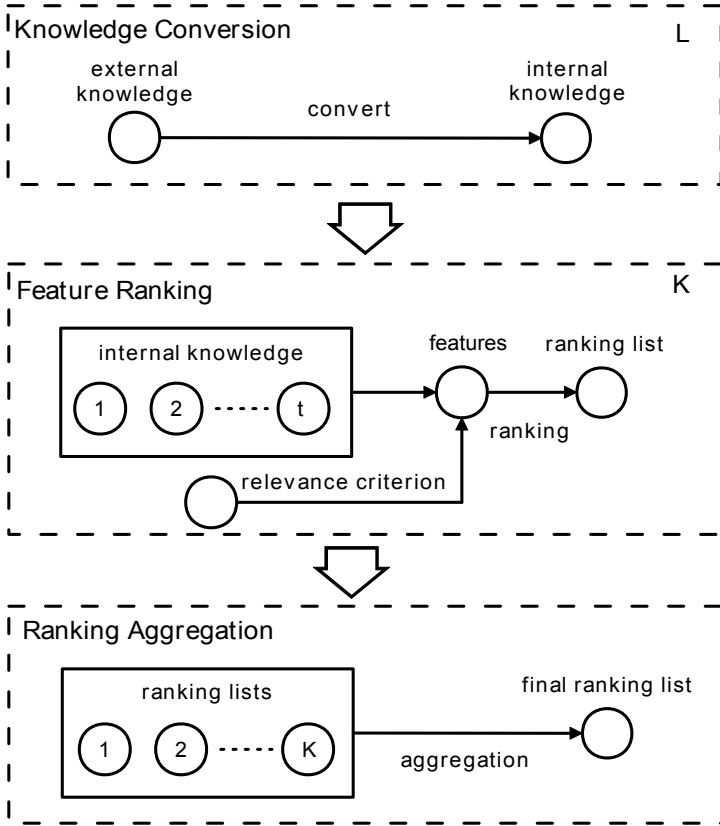 Knowledge Conversion L
external
knowledge
internal
knowledge
convert
Feature Ranking K
internal knowledge
1 2 t
features
ranking list
ranking
relevance criterion
Ranking Aggregation
ranking lists
1 2 K
final ranking list
aggregation